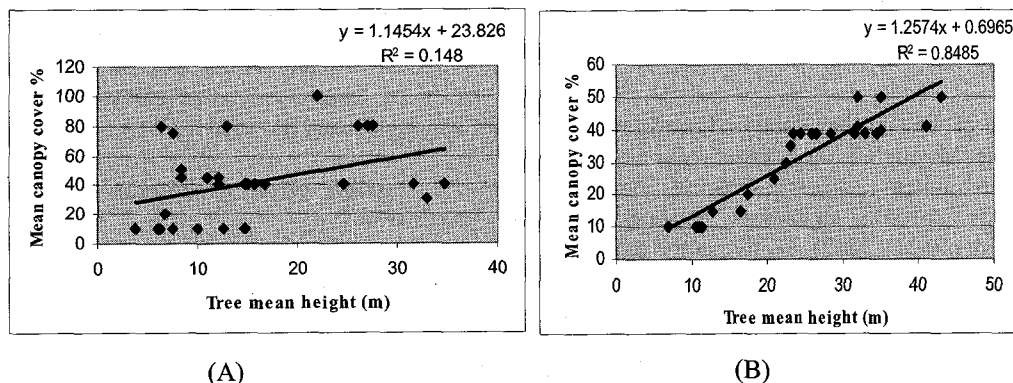 y = 1.1454x + 23.826
R² = 0.148
Mean canopy cover %
120
100
80
60
40
20
0
0 10 20 30 40
Tree mean height (m)
(A)
y = 1.2574x + 0.6965
R² = 0.8485
Mean canopy cover %
60
50
40
30
20
10
0
0 10 20 30 40 50
Tree mean height (m)
(B)